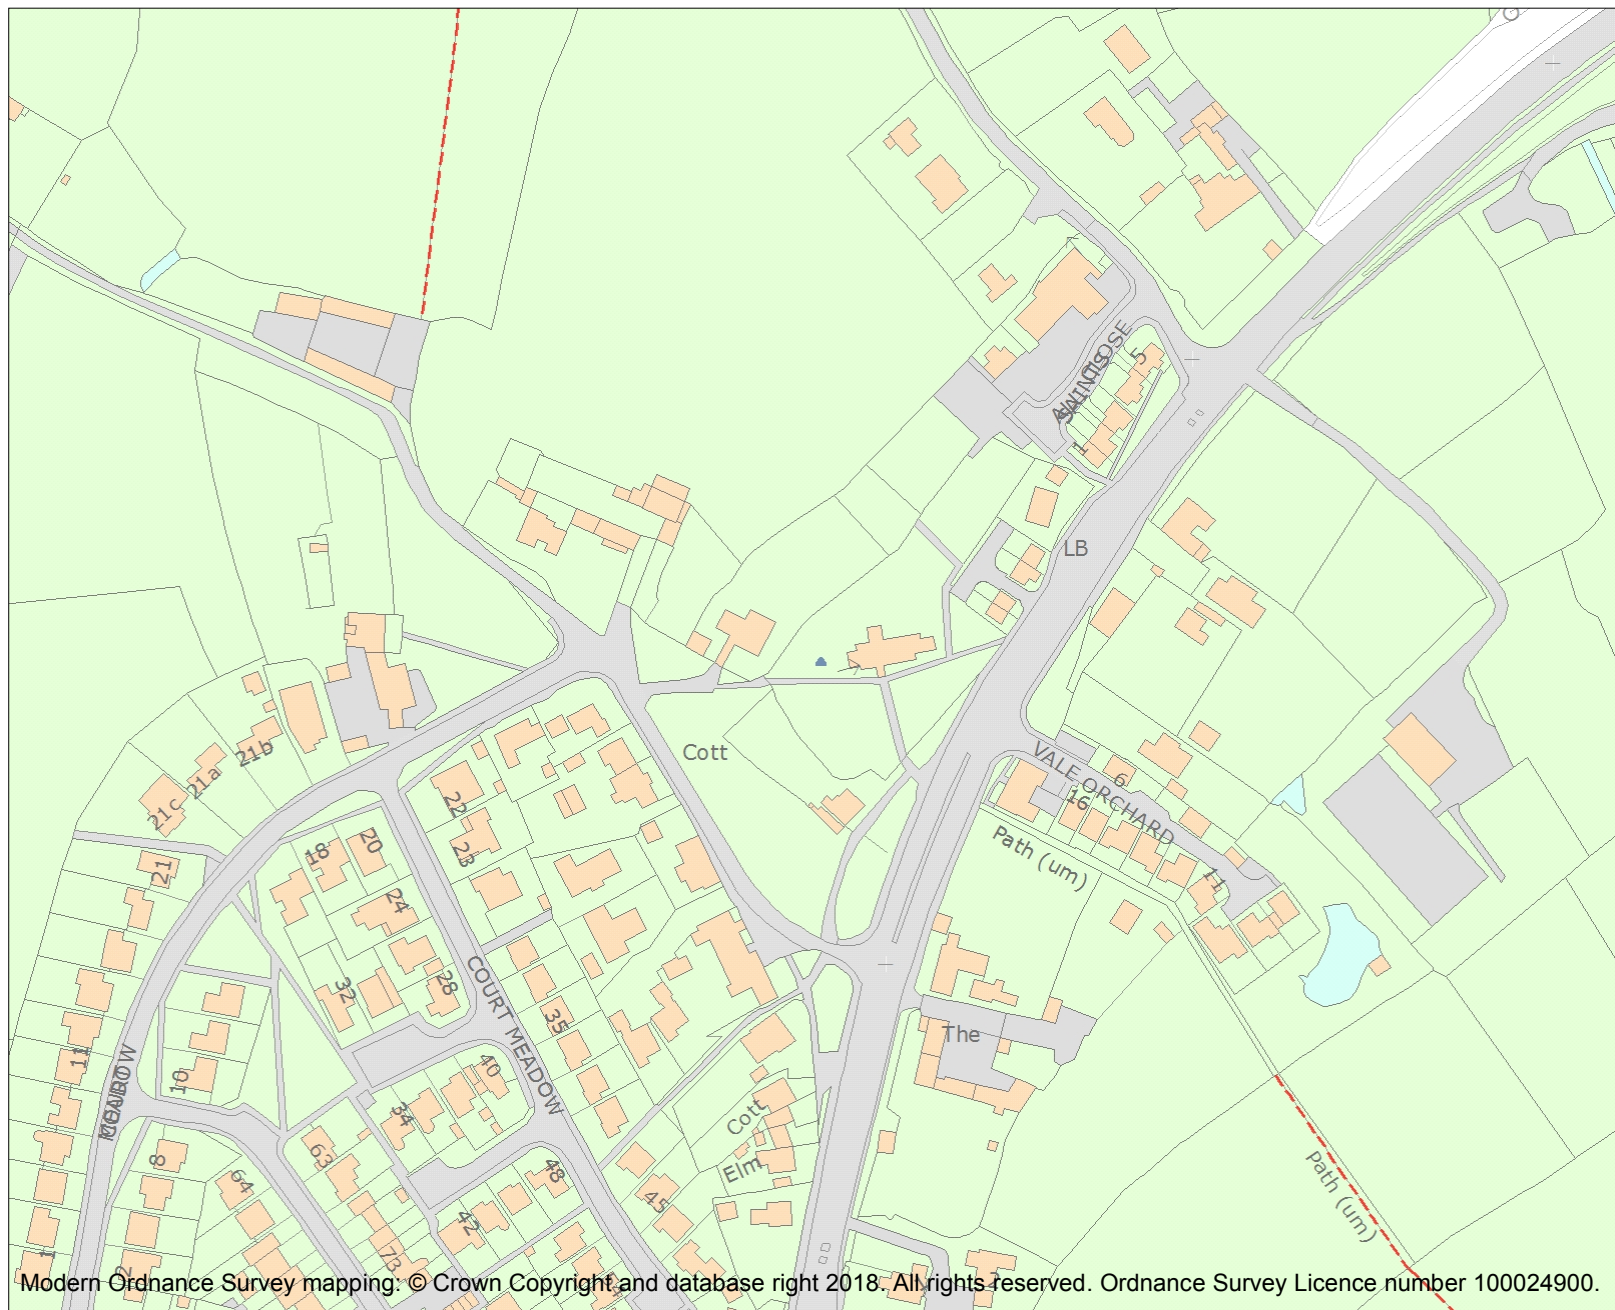 G
5
1
LB
Cott
VALE ORCHARD
6
16
11
Path (um)
21b
21a
21c
21
22
23
18
20
24
28
32
35
COURT MEADOW
The
11
10
40
34
Cott
Elm
8
63
64
48
45
42
73
1
2
Path (um)
Modern Ordnance Survey mapping: © Crown Copyright and database right 2018. All rights reserved. Ordnance Survey Licence number 100024900.